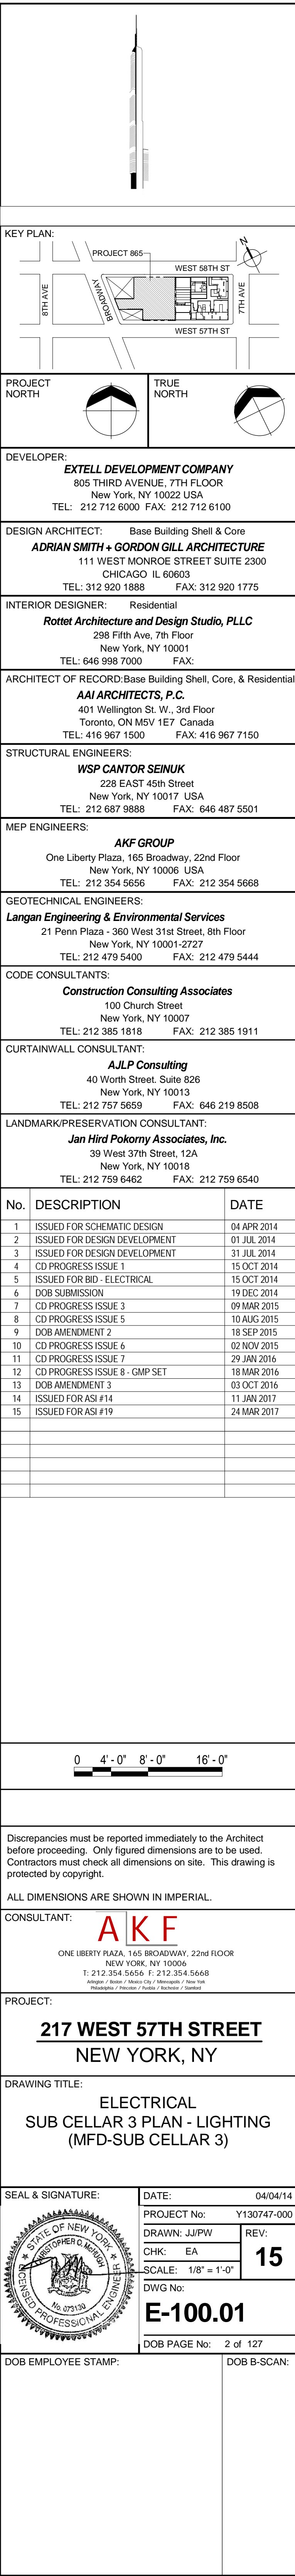 KEY PLAN:
N
PROJECT 865
WEST 58TH ST
8TH AVE
BROADWAY
7TH AVE
WEST 57TH ST
PROJECT
NORTH
TRUE
NORTH
DEVELOPER:
EXTELL DEVELOPMENT COMPANY
805 THIRD AVENUE, 7TH FLOOR
New York, NY 10022 USA
TEL: 212 712 6000 FAX: 212 712 6100
DESIGN ARCHITECT: Base Building Shell & Core
ADRIAN SMITH + GORDON GILL ARCHITECTURE
111 WEST MONROE STREET SUITE 2300
CHICAGO IL 60603
TEL: 312 920 1888 FAX: 312 920 1775
INTERIOR DESIGNER: Residential
Rottet Architecture and Design Studio, PLLC
298 Fifth Ave, 7th Floor
New York, NY 10001
TEL: 646 998 7000 FAX:
ARCHITECT OF RECORD:Base Building Shell, Core, & Residential
AAI ARCHITECTS, P.C.
401 Wellington St. W., 3rd Floor
Toronto, ON M5V 1E7 Canada
TEL: 416 967 1500 FAX: 416 967 7150
STRUCTURAL ENGINEERS:
WSP CANTOR SEINUK
228 EAST 45th Street
New York, NY 10017 USA
TEL: 212 687 9888 FAX: 646 487 5501
MEP ENGINEERS:
AKF GROUP
One Liberty Plaza, 165 Broadway, 22nd Floor
New York, NY 10006 USA
TEL: 212 354 5656 FAX: 212 354 5668
GEOTECHNICAL ENGINEERS:
Langan Engineering & Environmental Services
21 Penn Plaza - 360 West 31st Street, 8th Floor
New York, NY 10001-2727
TEL: 212 479 5400 FAX: 212 479 5444
CODE CONSULTANTS:
Construction Consulting Associates
100 Church Street
New York, NY 10007
TEL: 212 385 1818 FAX: 212 385 1911
CURTAINWALL CONSULTANT:
AJLP Consulting
40 Worth Street. Suite 826
New York, NY 10013
TEL: 212 757 5659 FAX: 646 219 8508
LANDMARK/PRESERVATION CONSULTANT:
Jan Hird Pokorny Associates, Inc.
39 West 37th Street, 12A
New York, NY 10018
TEL: 212 759 6462 FAX: 212 759 6540
No. DESCRIPTION DATE
1 ISSUED FOR SCHEMATIC DESIGN 04 APR 2014
2 ISSUED FOR DESIGN DEVELOPMENT 01 JUL 2014
3 ISSUED FOR DESIGN DEVELOPMENT 31 JUL 2014
4 CD PROGRESS ISSUE 1 15 OCT 2014
5 ISSUED FOR BID - ELECTRICAL 15 OCT 2014
6 DOB SUBMISSION 19 DEC 2014
7 CD PROGRESS ISSUE 3 09 MAR 2015
8 CD PROGRESS ISSUE 5 10 AUG 2015
9 DOB AMENDMENT 2 18 SEP 2015
10 CD PROGRESS ISSUE 6 02 NOV 2015
11 CD PROGRESS ISSUE 7 29 JAN 2016
12 CD PROGRESS ISSUE 8 - GMP SET 18 MAR 2016
13 DOB AMENDMENT 3 03 OCT 2016
14 ISSUED FOR ASI #14 11 JAN 2017
15 ISSUED FOR ASI #19 24 MAR 2017
0 4' - 0" 8' - 0" 16' - 0"
Discrepancies must be reported immediately to the Architect
before proceeding. Only figured dimensions are to be used.
Contractors must check all dimensions on site. This drawing is
protected by copyright.
ALL DIMENSIONS ARE SHOWN IN IMPERIAL.
CONSULTANT:
AKF
ONE LIBERTY PLAZA, 165 BROADWAY, 22nd FLOOR
NEW YORK, NY 10006
T: 212.354.5656 F: 212.354.5668
Arlington / Boston / Mexico City / Minneapolis / New York
Philadelphia / Princeton / Puebla / Rochester / Stamford
PROJECT:
217 WEST 57TH STREET
NEW YORK, NY
DRAWING TITLE:
ELECTRICAL
SUB CELLAR 3 PLAN - LIGHTING
(MFD-SUB CELLAR 3)
SEAL & SIGNATURE:
STATE OF NEW YORK
LICENSED PROFESSIONAL ENGINEER
DATE: 04/04/14
PROJECT No: Y130747-000
DRAWN: JJ/PW
REV:
15
CHK: EA
SCALE: 1/8" = 1'-0"
DWG No:
E-100.01
DOB PAGE No: 2 of 127
DOB EMPLOYEE STAMP:
DOB B-SCAN: